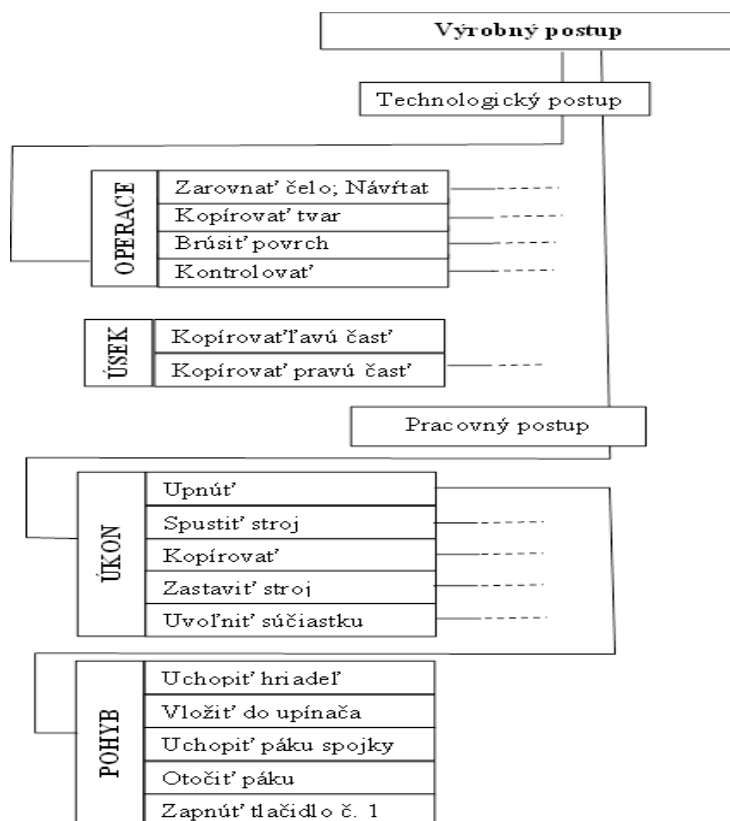 Výrobný postup
Technologický postup
OPERACE
Zarovnať čelo; Návŕtat
Kopírovať tvar
Brúsiť povrch
Kontrolovať
ÚSEK
Kopírovať ľavú časť
Kopírovať pravú časť
Pracovný postup
ÚKON
Upnúť
Spustiť stroj
Kopírovať
Zastaviť stroj
Uvoľniť súčiastku
POHYB
Uchopiť hriadeľ
Vložiť do upínača
Uchopiť páku spojky
Otočiť páku
Zapnúť tlačidlo č. 1